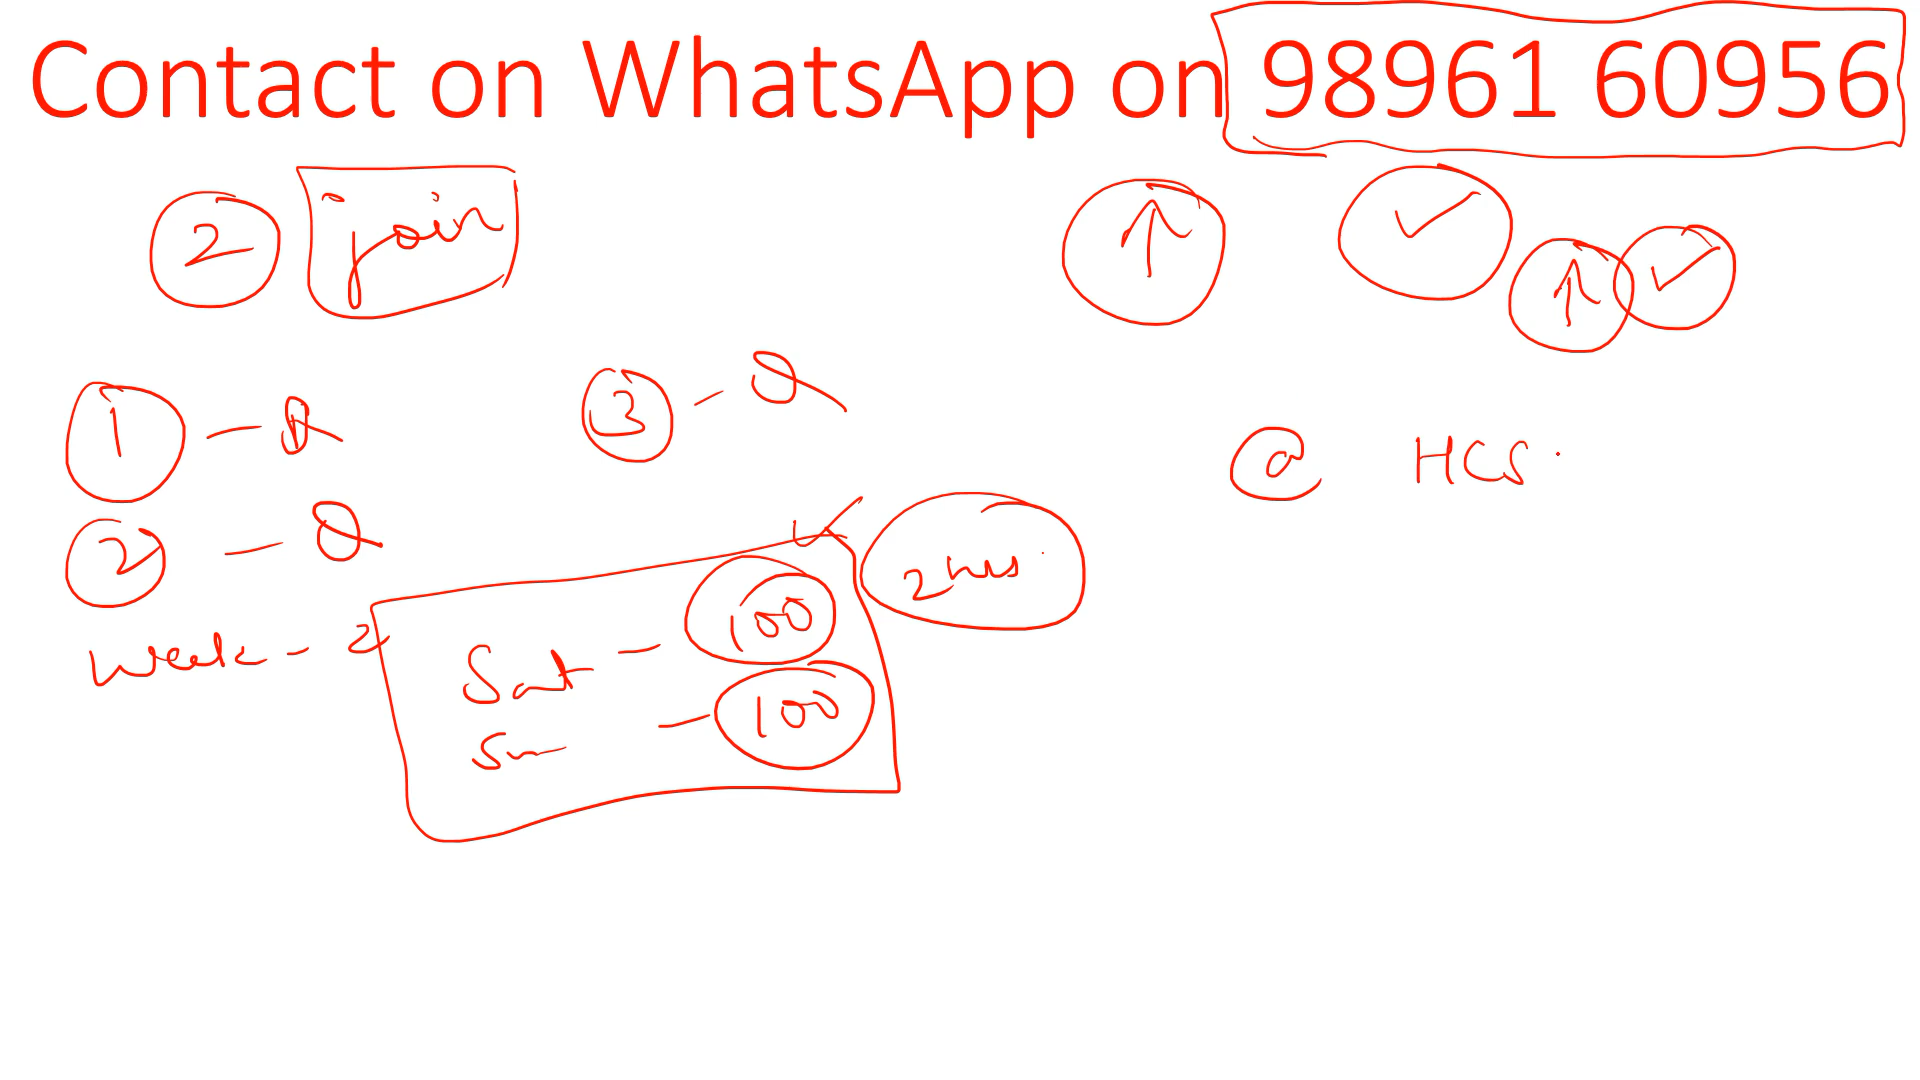 Contact on WhatsApp on 98961 60956
2 join
↑ ✓ ↑ ✓
1 - Q
3 - Q
@ HCS.
2 - Q
2 hrs.
Week - 2
Sat - 100
Sun - 100